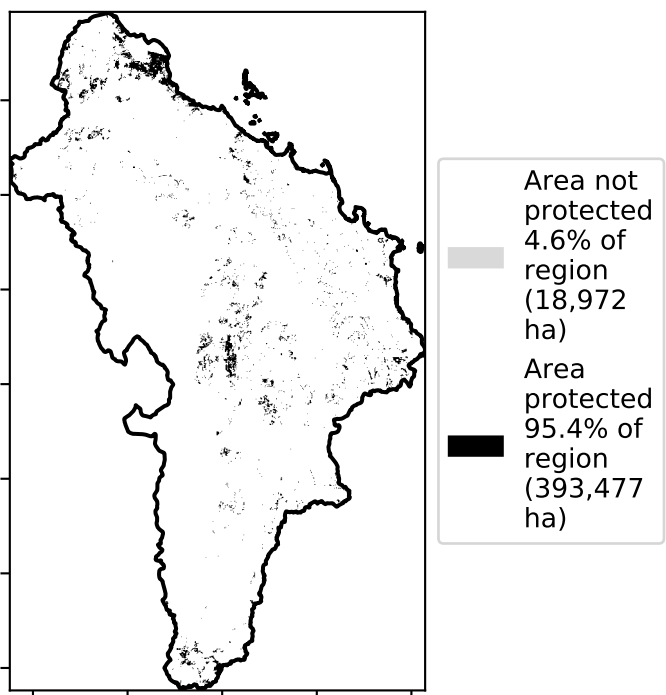 Area not
protected
4.6% of
region
(18,972
ha)
Area
protected
95.4% of
region
(393,477
ha)